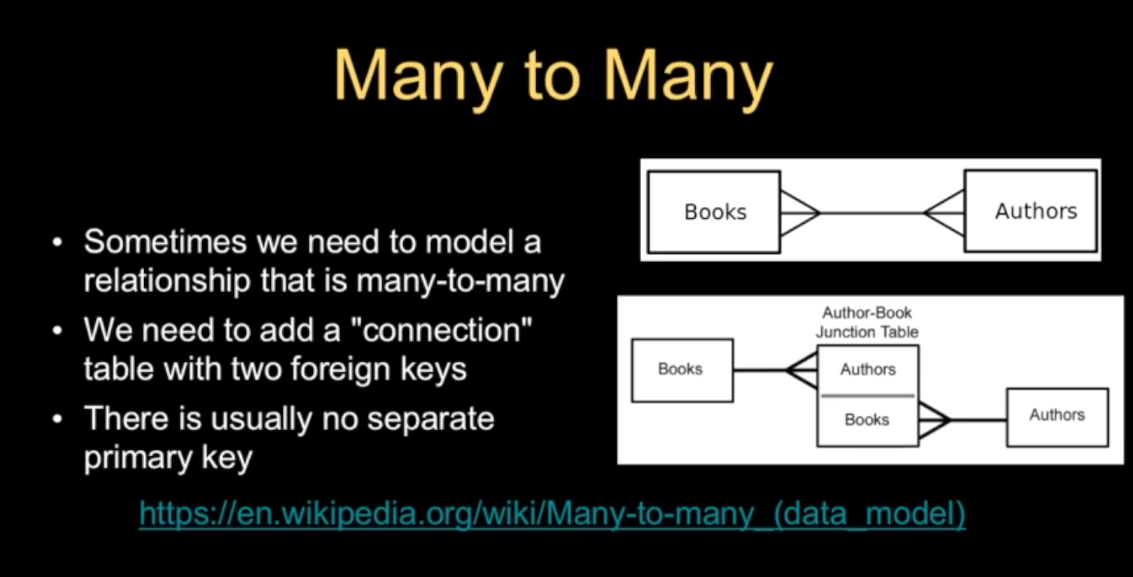 Many to Many
• Sometimes we need to model a
relationship that is many-to-many
• We need to add a "connection"
table with two foreign keys
• There is usually no separate
primary key
Books
Authors
Author-Book
Junction Table
Books
Authors
Books
Authors
https://en.wikipedia.org/wiki/Many-to-many_(data_model)